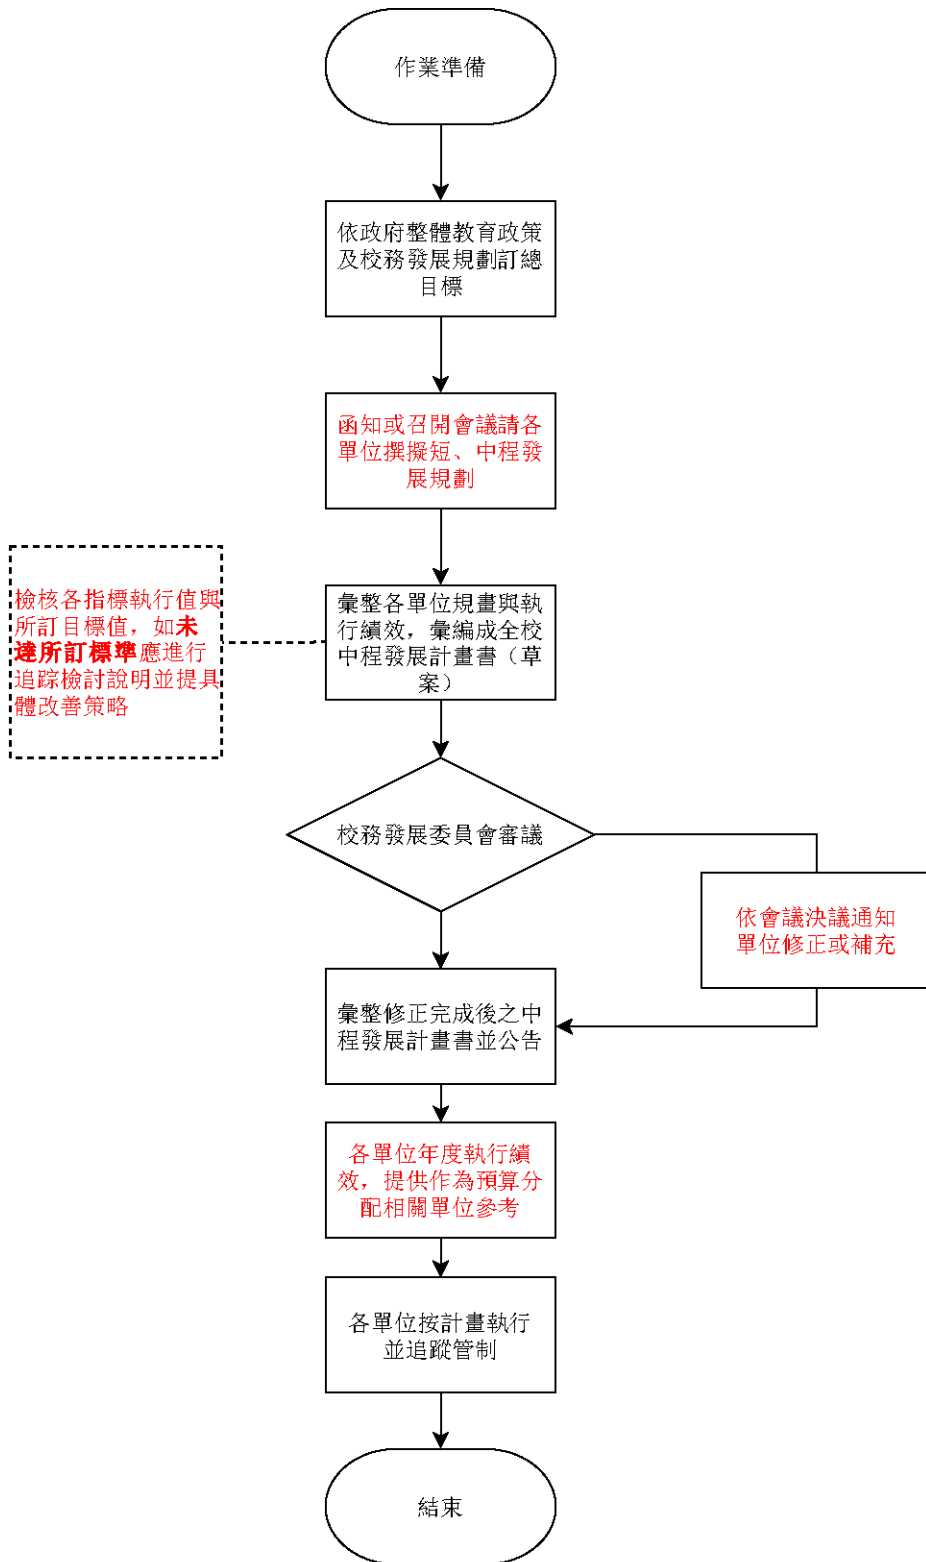 作業準備
依政府整體教育政策
及校務發展規劃訂總
目標
函知或召開會議請各
單位撰擬短、中程發
展規劃
檢核各指標執行值與
所訂目標值，如未
達所訂標準應進行
追踪檢討說明並提具
體改善策略
彙整各單位規畫與執
行績效，彙編成全校
中程發展計畫書（草
案）
校務發展委員會審議
依會議決議通知
單位修正或補充
彙整修正完成後之中
程發展計畫書並公告
各單位年度執行績
效，提供作為預算分
配相關單位參考
各單位按計畫執行
並追蹤管制
結束